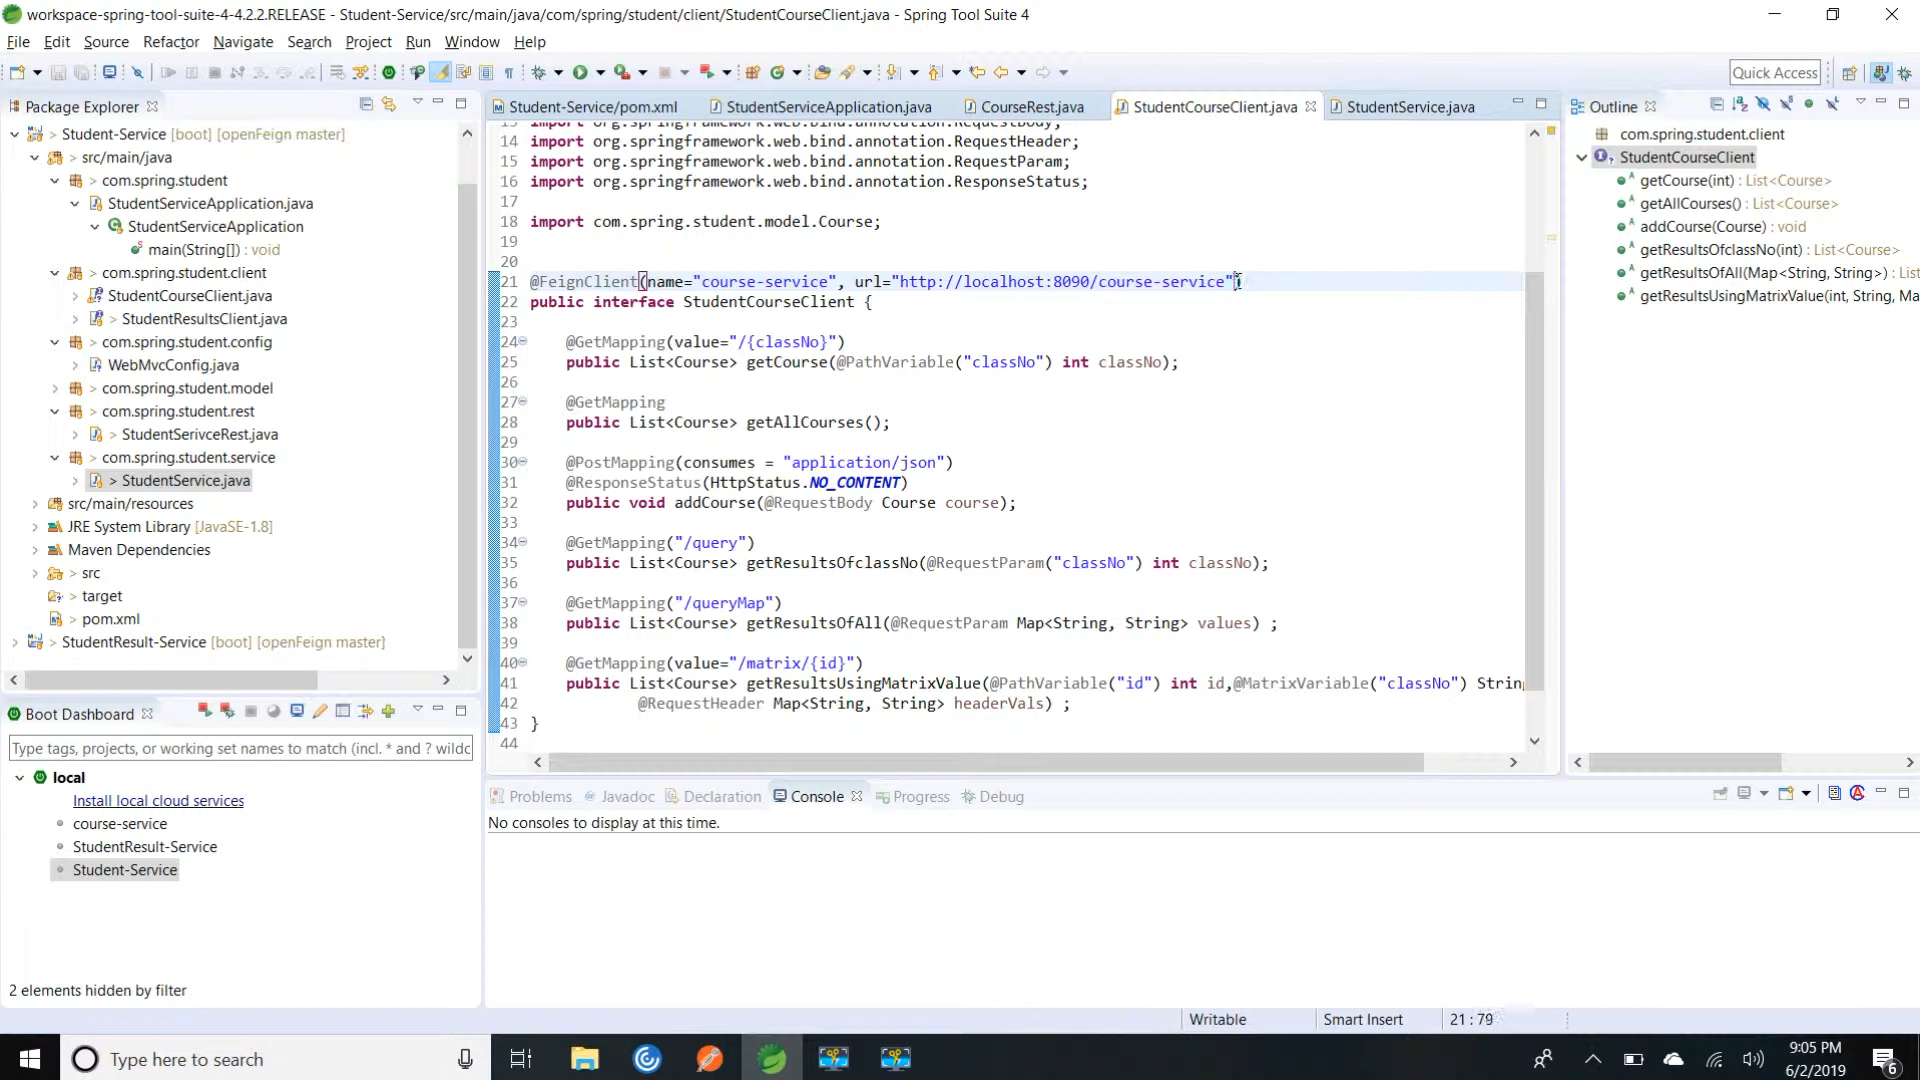 workspace-spring-tool-suite-4-4.2.2.RELEASE - Student-Service/src/main/java/com/spring/student/client/StudentCourseClient.java - Spring Tool Suite 4
File Edit Source Refactor Navigate Search Project Run Window Help
Quick Access
Package Explorer
Student-Service/pom.xml StudentServiceApplication.java CourseRest.java StudentCourseClient.java StudentService.java
Outline
> Student-Service [boot] [openFeign master]
> src/main/java
> com.spring.student
StudentServiceApplication.java
StudentServiceApplication
main(String[]) : void
> com.spring.student.client
StudentCourseClient.java
> StudentResultsClient.java
> com.spring.student.config
WebMvcConfig.java
> com.spring.student.model
> com.spring.student.rest
> StudentSerivceRest.java
> com.spring.student.service
> StudentService.java
> src/main/resources
JRE System Library [JavaSE-1.8]
Maven Dependencies
> src
> target
> pom.xml
> StudentResult-Service [boot] [openFeign master]
13 import org.springframework.web.bind.annotation.RequestBody;
14 import org.springframework.web.bind.annotation.RequestHeader;
15 import org.springframework.web.bind.annotation.RequestParam;
16 import org.springframework.web.bind.annotation.ResponseStatus;
17
18 import com.spring.student.model.Course;
19
20
21 @FeignClient(name="course-service", url="http://localhost:8090/course-service")
22 public interface StudentCourseClient {
23
24 @GetMapping(value="/{classNo}")
25 public List<Course> getCourse(@PathVariable("classNo") int classNo);
26
27 @GetMapping
28 public List<Course> getAllCourses();
29
30 @PostMapping(consumes = "application/json")
31 @ResponseStatus(HttpStatus.NO_CONTENT)
32 public void addCourse(@RequestBody Course course);
33
34 @GetMapping("/query")
35 public List<Course> getResultsOfclassNo(@RequestParam("classNo") int classNo);
36
37 @GetMapping("/queryMap")
38 public List<Course> getResultsOfAll(@RequestParam Map<String, String> values) ;
39
40 @GetMapping(value="/matrix/{id}")
41 public List<Course> getResultsUsingMatrixValue(@PathVariable("id") int id,@MatrixVariable("classNo") Strin
42 @RequestHeader Map<String, String> headerVals) ;
43 }
44
com.spring.student.client
StudentCourseClient
getCourse(int) : List<Course>
getAllCourses() : List<Course>
addCourse(Course) : void
getResultsOfclassNo(int) : List<Course>
getResultsOfAll(Map<String, String>) : List
getResultsUsingMatrixValue(int, String, Ma
Boot Dashboard
Type tags, projects, or working set names to match (incl. * and ? wildc
local
Install local cloud services
course-service
StudentResult-Service
Student-Service
2 elements hidden by filter
Problems @ Javadoc Declaration Console Progress Debug
No consoles to display at this time.
Writable Smart Insert 21 : 79
Type here to search
9:05 PM
6/2/2019
6